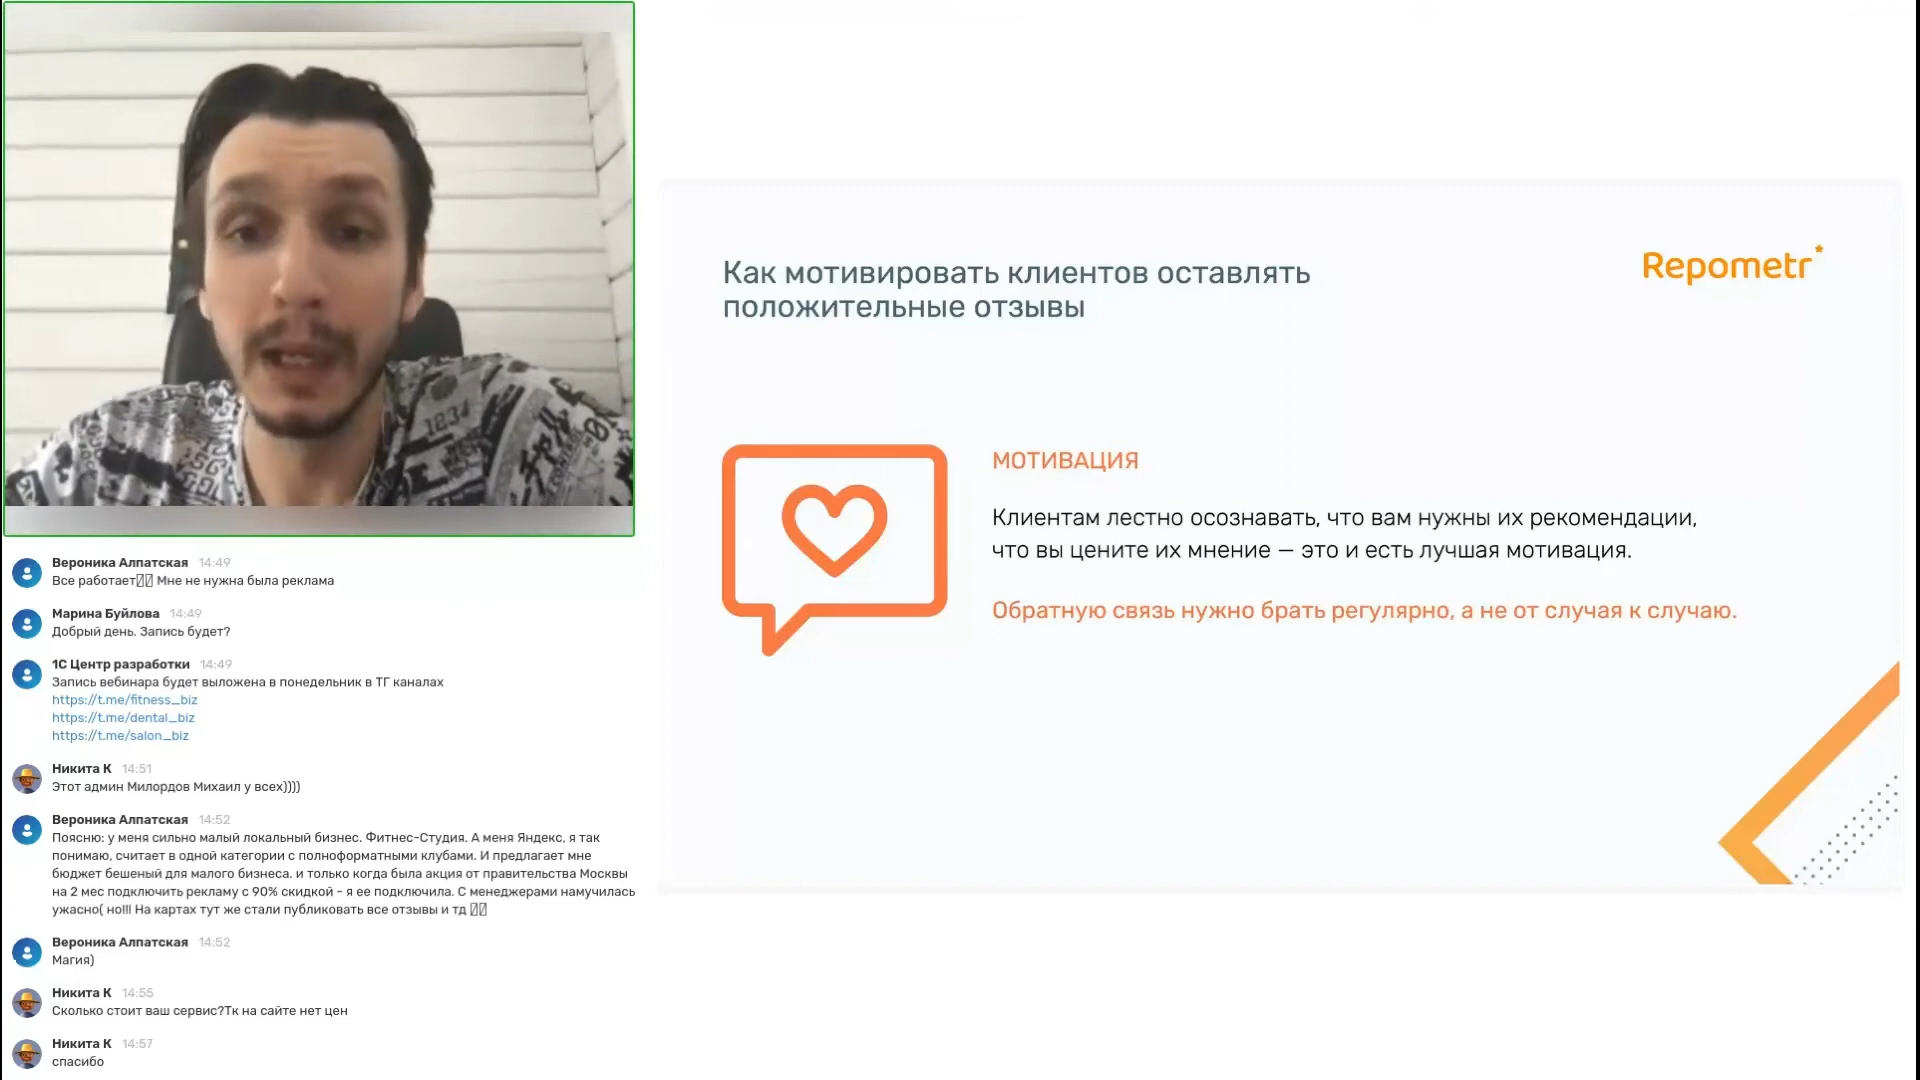 Как мотивировать клиентов оставлять
положительные отзывы
Repometr
МОТИВАЦИЯ
Клиентам лестно осознавать, что вам нужны их рекомендации,
что вы цените их мнение — это и есть лучшая мотивация.
Обратную связь нужно брать регулярно, а не от случая к случаю.
Вероника Алпатская 14:49
Все работает Мне не нужна была реклама
Марина Буйлова 14:49
Добрый день. Запись будет?
1С Центр разработки 14:49
Запись вебинара будет выложена в понедельник в ТГ каналах
https://t.me/fitness_biz
https://t.me/dental_biz
https://t.me/salon_biz
Никита К 14:51
Этот админ Милордов Михаил у всех))))
Вероника Алпатская 14:52
Поясню: у меня сильно малый локальный бизнес. Фитнес-Студия. А меня Яндекс, я так
понимаю, считает в одной категории с полноформатными клубами. И предлагает мне
бюджет бешеный для малого бизнеса. и только когда была акция от правительства Москвы
на 2 мес подключить рекламу с 90% скидкой - я ее подключила. С менеджерами намучилась
ужасно( но!!! На картах тут же стали публиковать все отзывы и тд
Вероника Алпатская 14:52
Магия)
Никита К 14:55
Сколько стоит ваш сервис?Тк на сайте нет цен
Никита К 14:57
спасибо